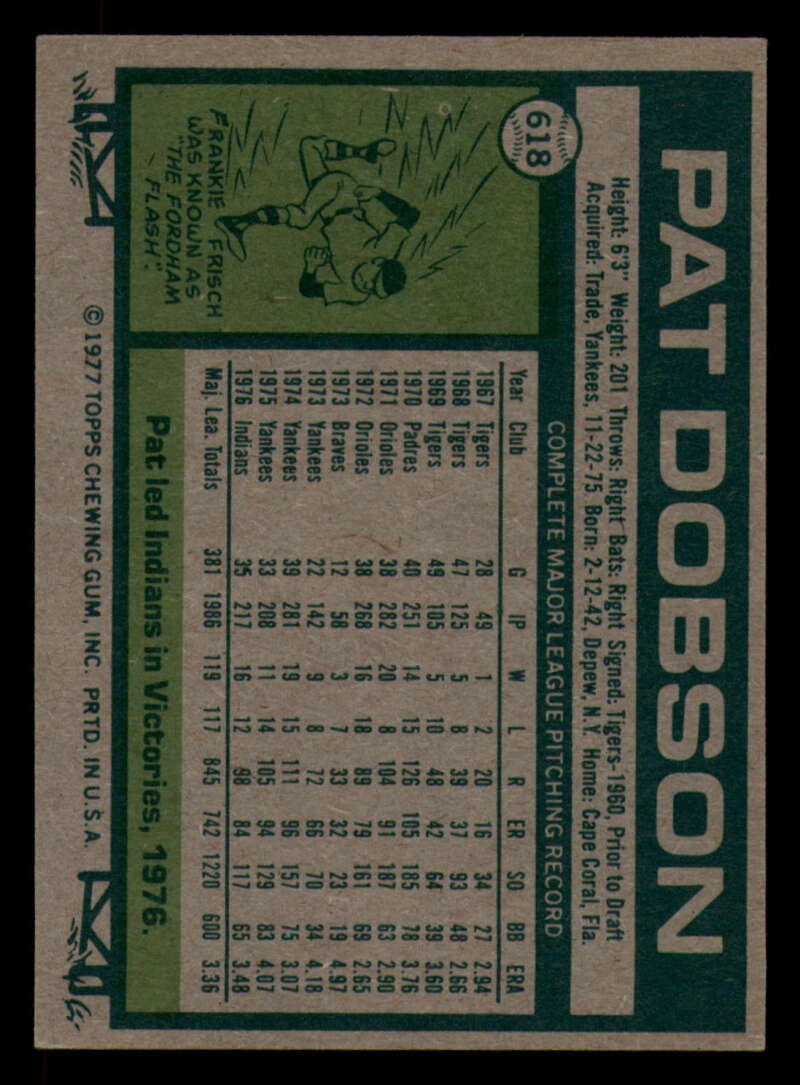 618
PAT DOBSON
Height: 6'3" Weight: 201 Throws: Right Bats: Right Signed: Tigers-1960, Prior to Draft
Acquired: Trade, Yankees, 11-22-75 Born: 2-12-42, Depew, N.Y. Home: Cape Coral, Fla.
COMPLETE MAJOR LEAGUE PITCHING RECORD
Year Club G IP W L R ER SO BB ERA
1967 Tigers 28 49 1 2 20 16 34 27 2.94
1968 Tigers 47 125 5 8 39 37 93 48 2.66
1969 Tigers 49 105 5 10 48 42 64 39 3.60
1970 Padres 40 251 14 15 126 105 185 78 3.76
1971 Orioles 38 282 20 8 104 91 187 63 2.90
1972 Orioles 38 268 16 18 89 79 161 69 2.65
1973 Braves 12 58 3 7 33 32 23 19 4.97
1973 Yankees 22 142 9 8 72 66 70 34 4.18
1974 Yankees 39 281 19 15 111 96 157 75 3.07
1975 Yankees 33 208 11 14 105 94 129 83 4.07
1976 Indians 35 217 16 12 98 84 117 65 3.48
Maj. Lea. Totals 381 1986 119 117 845 742 1220 600 3.36
FRANKIE FRISCH
WAS KNOWN AS
"THE FORDHAM
FLASH".
Pat led Indians in Victories, 1976.
© 1977 TOPPS CHEWING GUM, INC. PRTD. IN U.S.A.